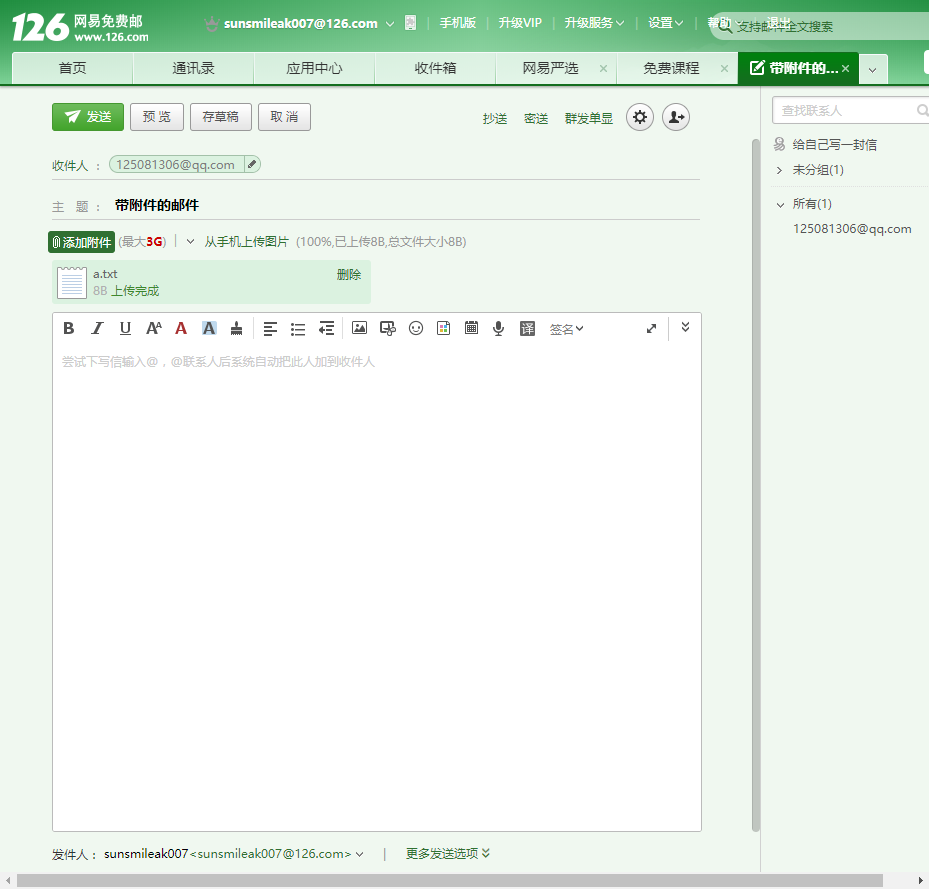 126 网易免费邮
www.126.com
sunsmileak007@126.com 手机版 升级VIP 升级服务 设置 帮助 退出
支持邮件全文搜索
首页 通讯录 应用中心 收件箱 网易严选 × 免费课程 × 带附件的... ×
发送 预 览 存草稿 取 消 抄送 密送 群发单显
查找联系人
收件人 : 125081306@qq.com
给自己写一封信
未分组(1)
主 题 : 带附件的邮件
所有(1)
125081306@qq.com
添加附件 (最大3G) 从手机上传图片 (100%,已上传8B,总文件大小8B)
a.txt 删除
8B 上传完成
B I U AA A A 译 签名
尝试下写信输入@，@联系人后系统自动把此人加到收件人
发件人： sunsmileak007<sunsmileak007@126.com> | 更多发送选项